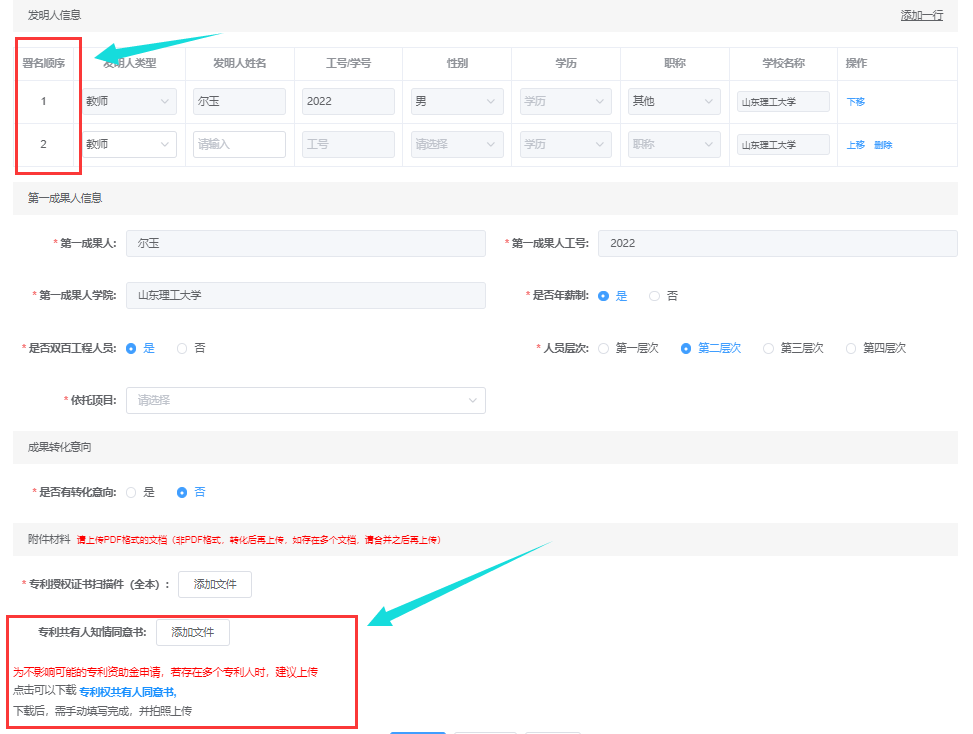 发明人信息 添加一行
署名顺序 发明人类型 发明人姓名 工号/学号 性别 学历 职称 学校名称 操作
1 教师 尔玉 2022 男 学历 其他 山东理工大学 下移
2 教师 请输入 工号 请选择 学历 职称 山东理工大学 上移 删除
第一成果人信息
*第一成果人: 尔玉 *第一成果人工号: 2022
*第一成果人学院: 山东理工大学 *是否年薪制: 是 否
*是否双百工程人员: 是 否 *人员层次: 第一层次 第二层次 第三层次 第四层次
*依托项目: 请选择
成果转化意向
*是否有转化意向: 是 否
附件材料 请上传PDF格式的文档（非PDF格式，转化后再上传，如存在多个文档，请合并之后再上传）
*专利授权证书扫描件（全本）: 添加文件
专利共有人知情同意书: 添加文件
为不影响可能的专利资助金申请，若存在多个专利人时，建议上传
点击可以下载 专利权共有人同意书,
下载后，需手动填写完成，并拍照上传